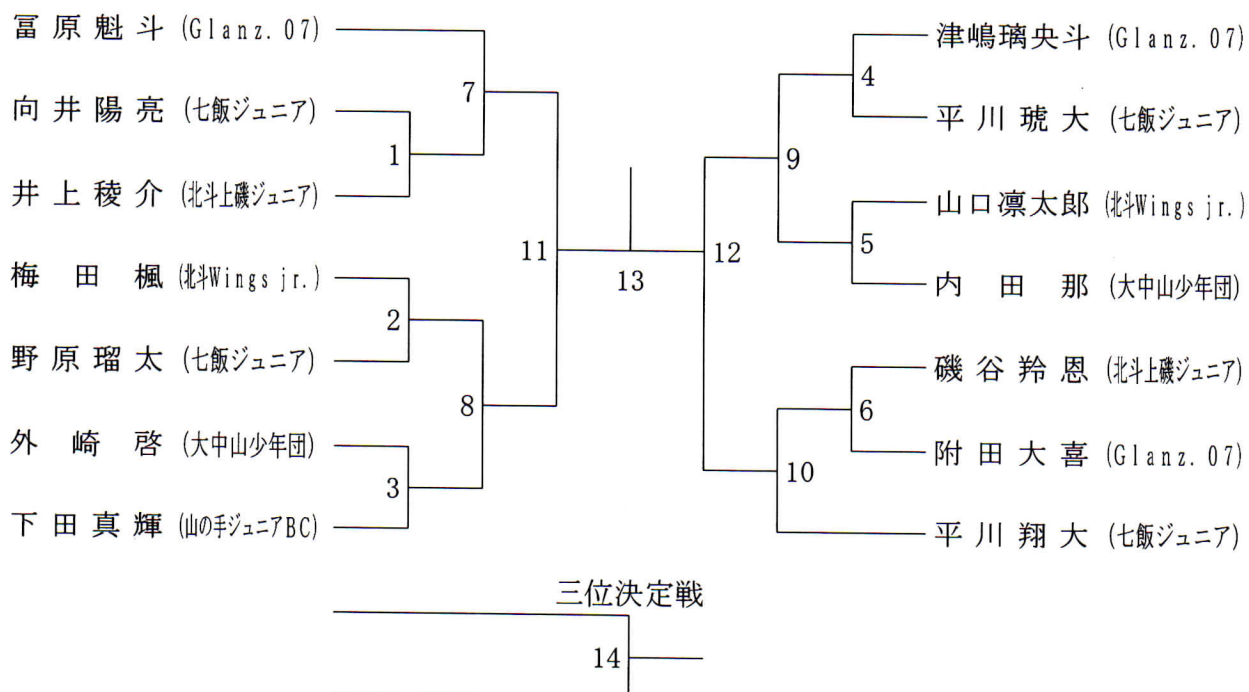 冨原魁斗 (Glanz.07)
向井陽亮 (七飯ジュニア)
井上稜介 (北斗上磯ジュニア)
梅田楓 (北斗Wings jr.)
野原瑠太 (七飯ジュニア)
外崎啓 (大中山少年団)
下田真輝 (山の手ジュニアBC)
7
1
2
8
3
11
13
12
9
4
5
10
6
津嶋璃央斗 (Glanz.07)
平川琥大 (七飯ジュニア)
山口凛太郎 (北斗Wings jr.)
内田那 (大中山少年団)
磯谷羚恩 (北斗上磯ジュニア)
附田大喜 (Glanz.07)
平川翔大 (七飯ジュニア)
三位決定戦
14